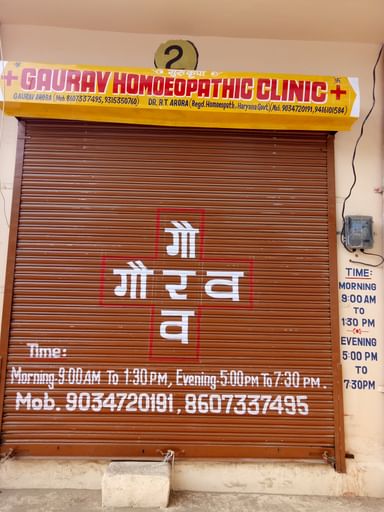 2
ॐ गुरु कृपा
+ GAURAV HOMOEOPATHIC CLINIC +
GAURAV ARORA (Mob. 8607337495, 9315350760) DR. R.T. ARORA (Regd. Homoeopath. Haryana Govt.) Mob. 9034720191, 9416101584)
गौ
गौ र व
व
Time:
Morning-9:00 AM To 1:30 PM, Evening-5:00 PM To 7:30 PM.
Mob. 9034720191, 8607337495
TIME:
MORNING
9:00 AM
TO
1:30 PM
EVENING
5:00 PM
TO
7:30PM